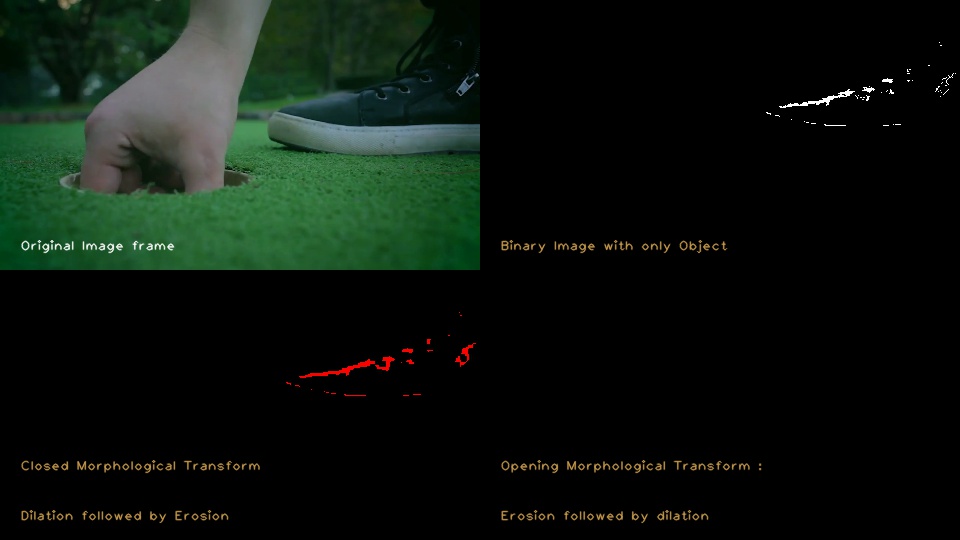 Original Image frame
Binary Image with only Object
Closed Morphological Transform
Dilation followed by Erosion
Opening Morphological Transform :
Erosion followed by dilation